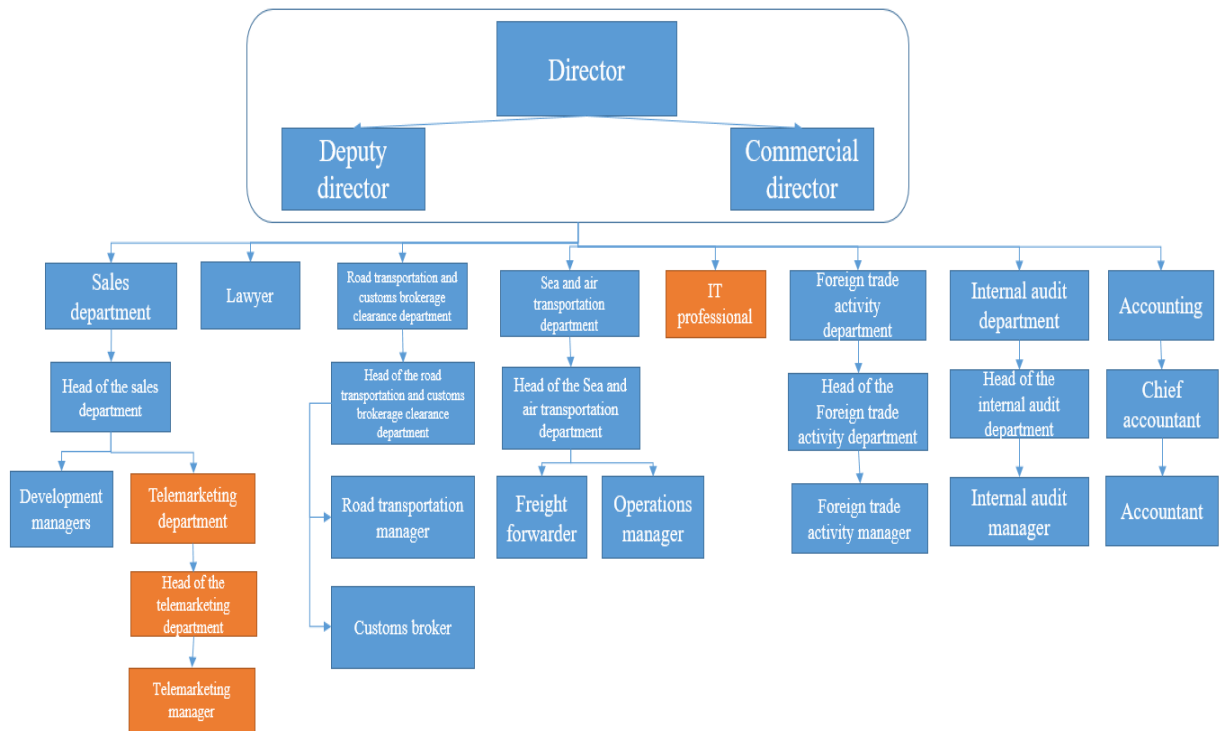 Director
Deputy
director
Commercial
director
Sales
department
Lawyer
Road transportation and
customs brokerage
clearance department
Sea and air
transportation
department
IT
professional
Foreign trade
activity
department
Internal audit
department
Accounting
Head of the sales
department
Head of the road
transportation and customs
brokerage clearance
department
Head of the Sea and
air transportation
department
Head of the
Foreign trade
activity department
Head of the
internal audit
department
Chief
accountant
Development
managers
Telemarketing
department
Road transportation
manager
Freight
forwarder
Operations
manager
Foreign trade
activity manager
Internal audit
manager
Accountant
Head of the
telemarketing
department
Customs broker
Telemarketing
manager